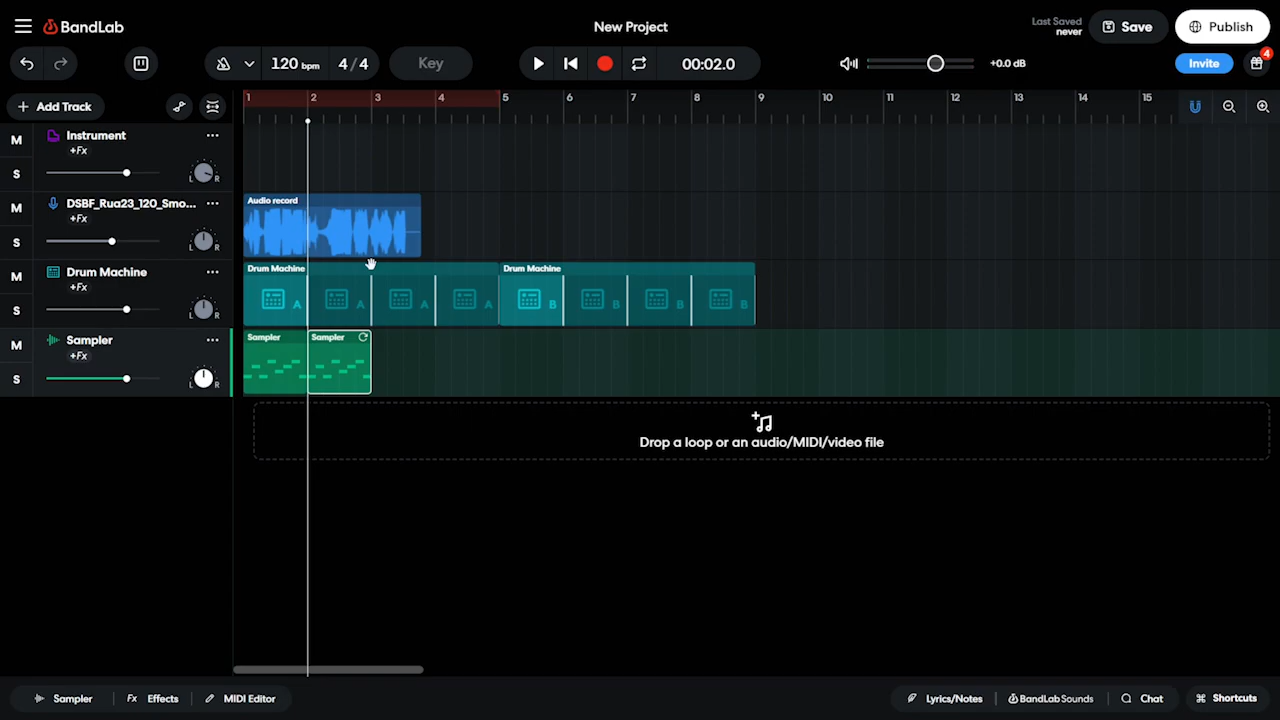 BandLab
New Project
Last Saved
never
Save
Publish
120 bpm
4 / 4
Key
00:02.0
+0.0 dB
Invite
4
+ Add Track
1 2 3 4 5 6 7 8 9 10 11 12 13 14 15
M
Instrument
+Fx
S
L R
M
DSBF_Rua23_120_Smo...
+Fx
S
L R
Audio record
M
Drum Machine
+Fx
S
L R
Drum Machine
A A A A
Drum Machine
B B B B
M
Sampler
+Fx
S
L R
Sampler
Sampler
Drop a loop or an audio/MIDI/video file
Sampler
Fx Effects
MIDI Editor
Lyrics/Notes
BandLab Sounds
Chat
⌘ Shortcuts